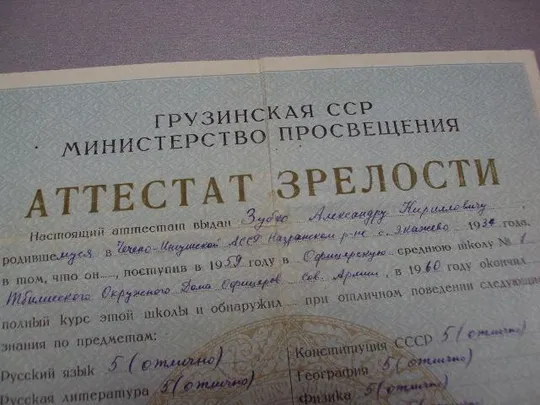 ГРУЗИНСКАЯ ССР
МИНИСТЕРСТВО ПРОСВЕЩЕНИЯ
АТТЕСТАТ ЗРЕЛОСТИ
Настоящий аттестат выдан Зубко Александру Кирилловичу
родившемуся в Чечено-Ингушской АССР Назрановском р-не с. 1934 года,
в том, что он, поступив в 1959 году в Офицерскую среднюю школу № 1
Тбилисского Окружного Дома Офицеров Сов. Армии, в 1960 году окончил
полный курс этой школы и обнаружил при отличном поведении следующие
знания по предметам:
Русский язык 5 (отлично)
Русская литература 5 (отлично)
Конституция СССР 5 (отлично)
География 5 (отлично)
Физика 5 (отлично)